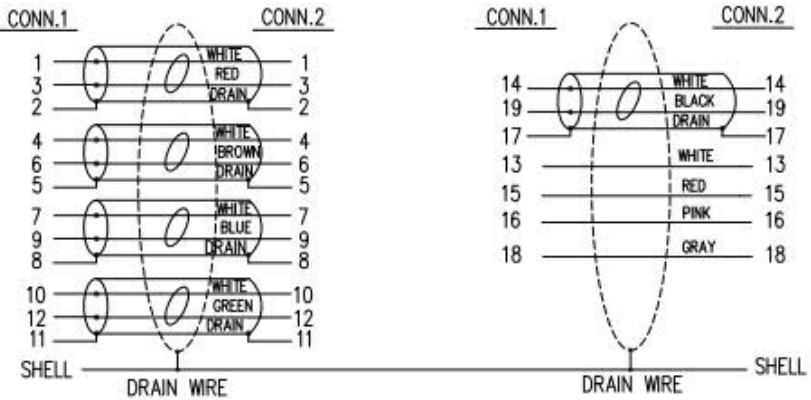 CONN.1 CONN.2 CONN.1 CONN.2
1 WHITE 1
3 RED 3
2 DRAIN 2
4 WHITE 4
6 BROWN 6
5 DRAIN 5
7 WHITE 7
9 BLUE 9
8 DRAIN 8
10 WHITE 10
12 GREEN 12
11 DRAIN 11
14 WHITE 14
19 BLACK 19
17 DRAIN 17
13 WHITE 13
15 RED 15
16 PINK 16
18 GRAY 18
SHELL SHELL
DRAIN WIRE DRAIN WIRE